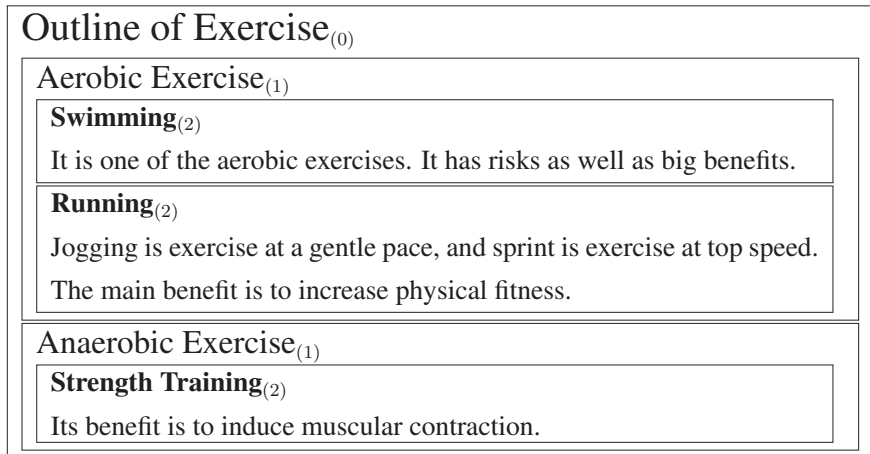 Outline of Exercise(0)
Aerobic Exercise(1)
Swimming(2)
It is one of the aerobic exercises. It has risks as well as big benefits.
Running(2)
Jogging is exercise at a gentle pace, and sprint is exercise at top speed.
The main benefit is to increase physical fitness.
Anaerobic Exercise(1)
Strength Training(2)
Its benefit is to induce muscular contraction.